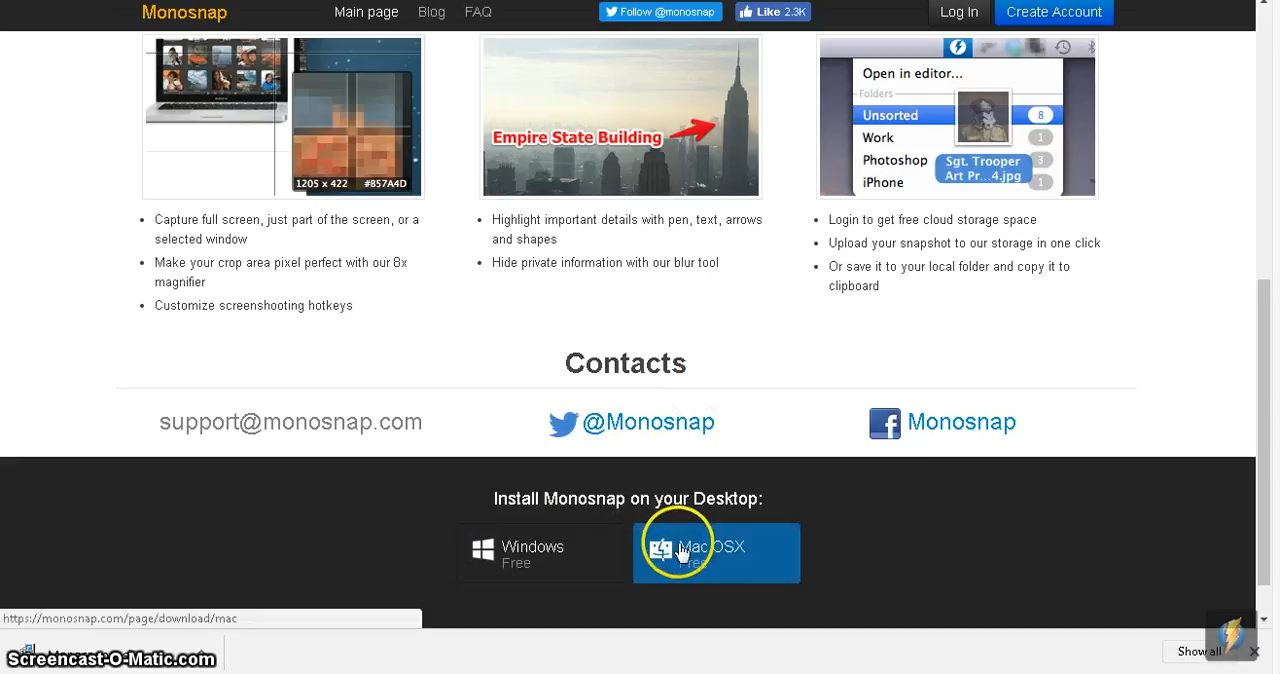 Monosnap
Main page
Blog
FAQ
Follow @monosnap
Like 2.3K
Log In
Create Account
1205 x 422 #B57A4D
Empire State Building
Open in editor...
Folders
Unsorted 8
Work 1
Photoshop 3
iPhone 1
Sgt. Trooper
Art Pr...4.jpg
• Capture full screen, just part of the screen, or a
selected window
• Make your crop area pixel perfect with our 8x
magnifier
• Customize screenshooting hotkeys
• Highlight important details with pen, text, arrows
and shapes
• Hide private information with our blur tool
• Login to get free cloud storage space
• Upload your snapshot to our storage in one click
• Or save it to your local folder and copy it to
clipboard
Contacts
support@monosnap.com
@Monosnap
Monosnap
Install Monosnap on your Desktop:
Windows
Free
Mac OSX
Free
https://monosnap.com/page/download/mac
Screencast-O-Matic.com
Show all